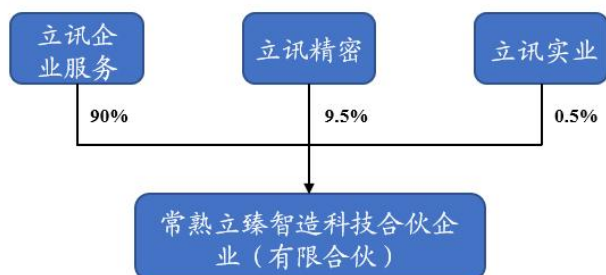 立讯企
业服务
立讯精密
立讯实业
90%
9.5%
0.5%
常熟立臻智造科技合伙企
业（有限合伙）